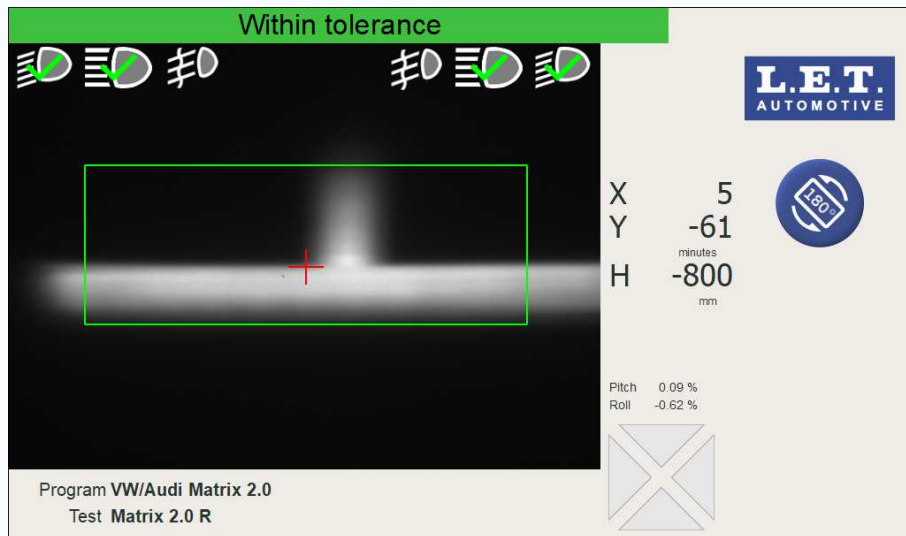 Within tolerance
L.E.T.
AUTOMOTIVE
180°
X 5
Y -61
minutes
H -800
mm
Pitch 0.09 %
Roll -0.62 %
Program VW/Audi Matrix 2.0
Test Matrix 2.0 R